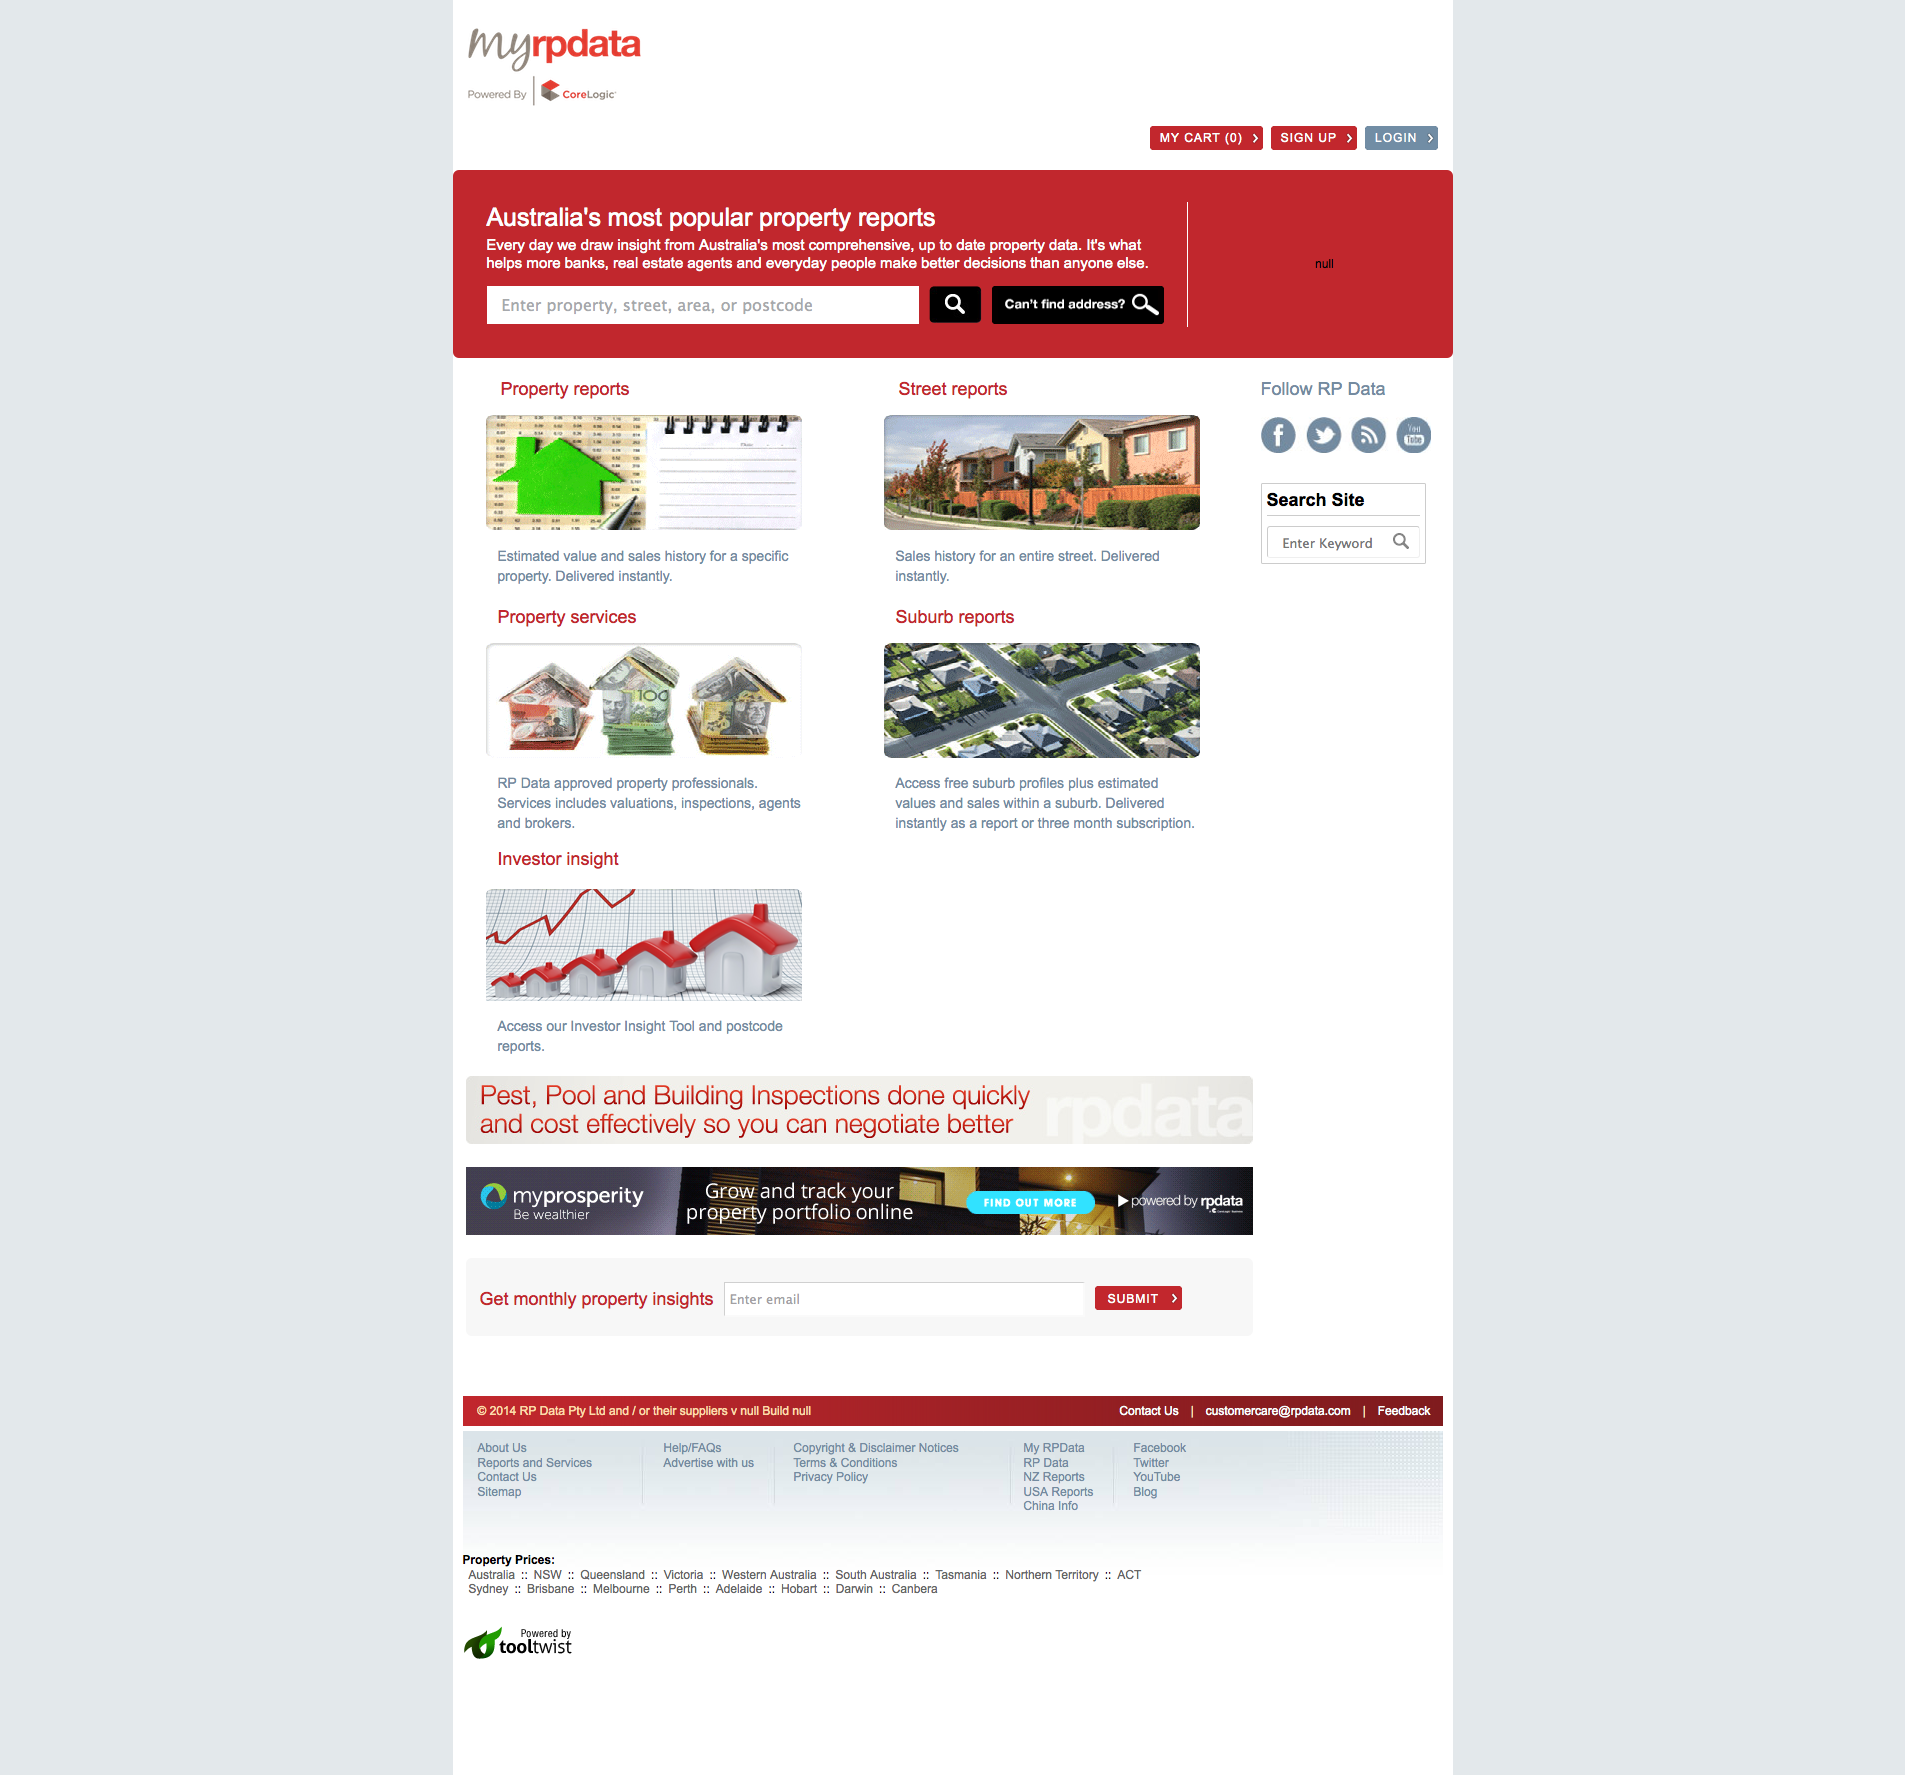 myrpdata
Powered By CoreLogic
MY CART (0)
SIGN UP
LOGIN
Australia's most popular property reports
Every day we draw insight from Australia's most comprehensive, up to date property data. It's what
helps more banks, real estate agents and everyday people make better decisions than anyone else.
null
Enter property, street, area, or postcode
Can't find address?
Property reports
Street reports
Follow RP Data
You
Tube
Search Site
Enter Keyword
Estimated value and sales history for a specific
property. Delivered instantly.
Sales history for an entire street. Delivered
instantly.
Property services
Suburb reports
100
RP Data approved property professionals.
Services includes valuations, inspections, agents
and brokers.
Access free suburb profiles plus estimated
values and sales within a suburb. Delivered
instantly as a report or three month subscription.
Investor insight
Access our Investor Insight Tool and postcode
reports.
Pest, Pool and Building Inspections done quickly
and cost effectively so you can negotiate better
rpdata
myprosperity
Be wealthier
Grow and track your
property portfolio online
FIND OUT MORE
powered by rpdata
Get monthly property insights
Enter email
SUBMIT
© 2014 RP Data Pty Ltd and / or their suppliers v null Build null
Contact Us | customercare@rpdata.com | Feedback
About Us
Reports and Services
Contact Us
Sitemap
Help/FAQs
Advertise with us
Copyright & Disclaimer Notices
Terms & Conditions
Privacy Policy
My RPData
RP Data
NZ Reports
USA Reports
China Info
Facebook
Twitter
YouTube
Blog
Property Prices:
Australia :: NSW :: Queensland :: Victoria :: Western Australia :: South Australia :: Tasmania :: Northern Territory :: ACT
Sydney :: Brisbane :: Melbourne :: Perth :: Adelaide :: Hobart :: Darwin :: Canbera
Powered by
tooltwist